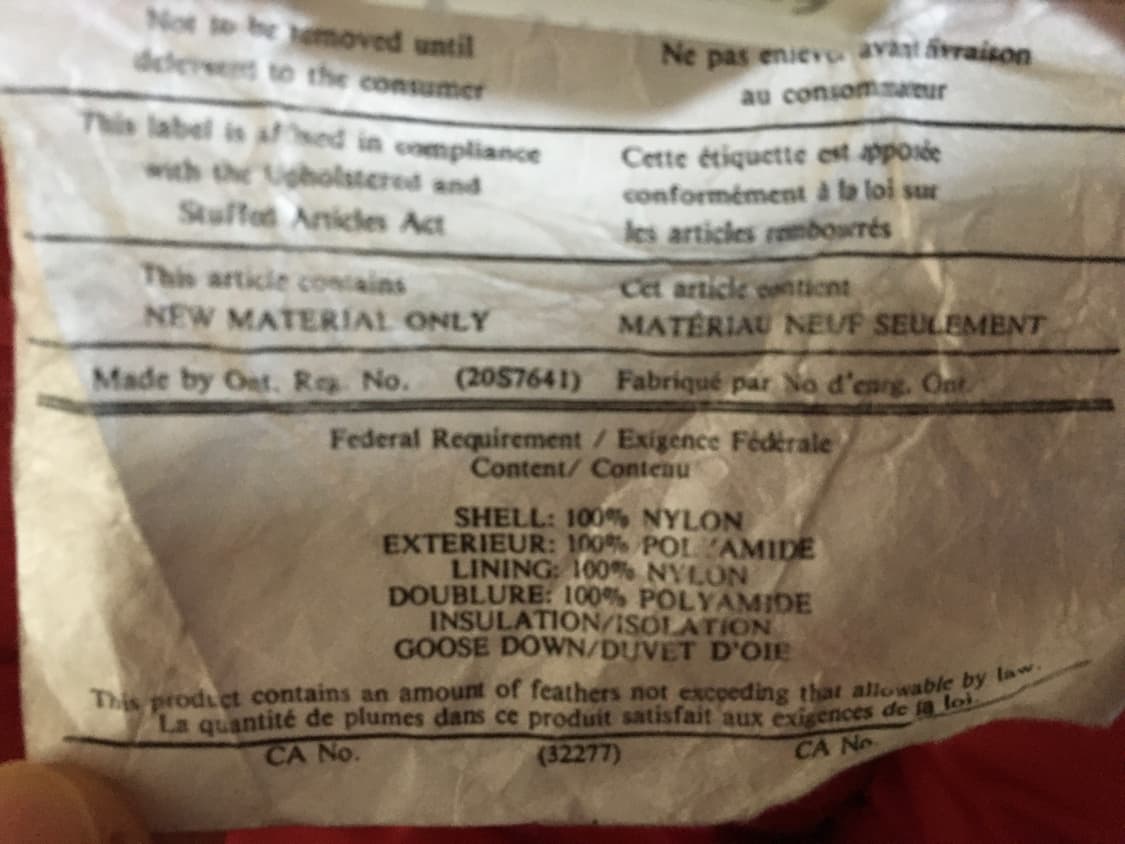 Not to be removed until
delivered to the consumer
Ne pas enlever avant livraison
au consommateur
This label is affixed in compliance
with the Upholstered and
Stuffed Articles Act
Cette étiquette est apposée
conformément à la loi sur
les articles rembourrés
This article contains
NEW MATERIAL ONLY
Cet article contient
MATÉRIAU NEUF SEULEMENT
Made by Ont. Reg. No. (20S7641) Fabriqué par No d'enrg. Ont.
Federal Requirement / Exigence Fédérale
Content/ Contenu
SHELL: 100% NYLON
EXTERIEUR: 100% POLYAMIDE
LINING: 100% NYLON
DOUBLURE: 100% POLYAMIDE
INSULATION/ISOLATION
GOOSE DOWN/DUVET D'OIE
This product contains an amount of feathers not exceeding that allowable by law.
La quantité de plumes dans ce produit satisfait aux exigences de la loi.
CA No. (32277) CA No